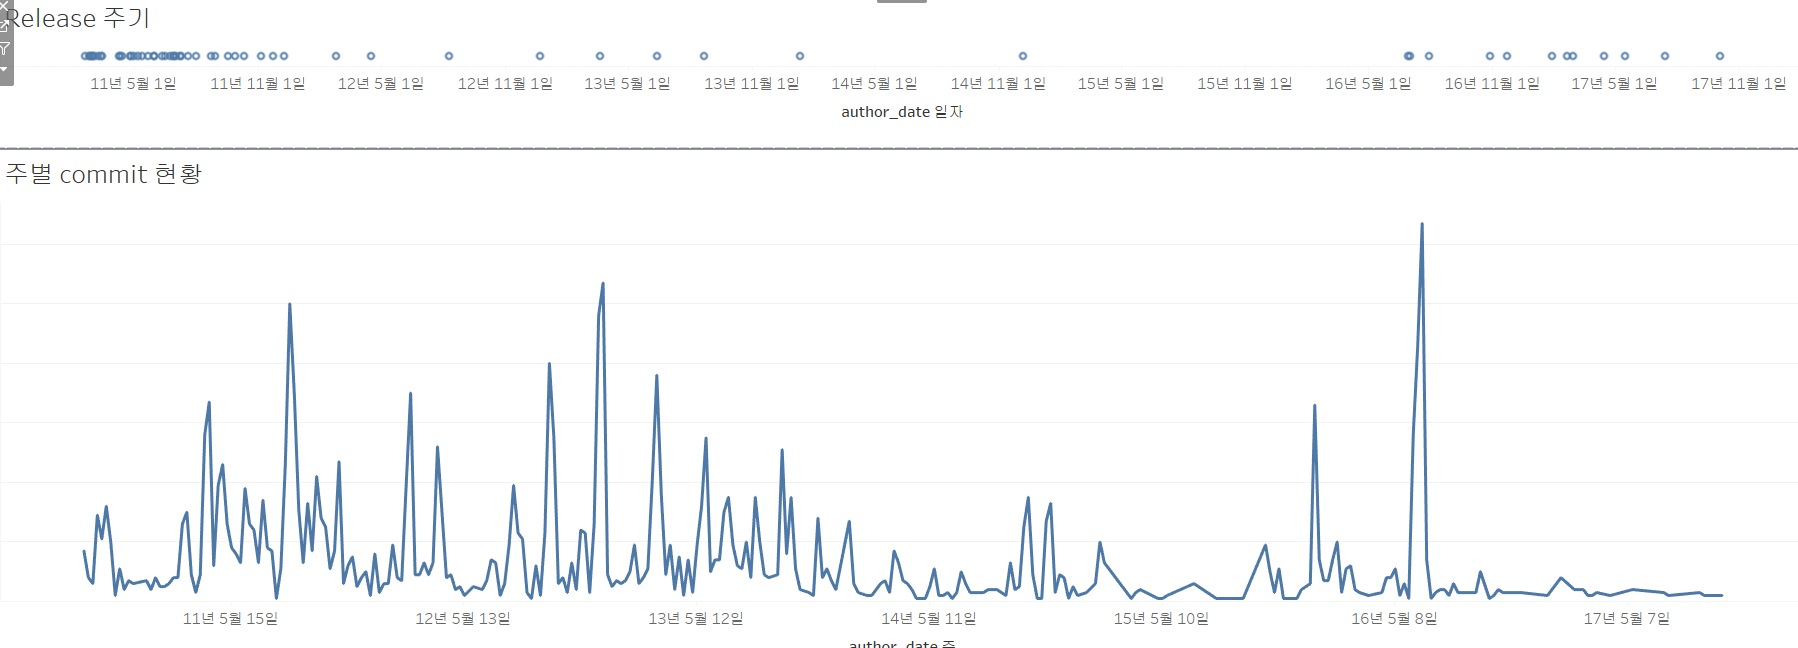 Release 주기
11년 5월 1일 11년 11월 1일 12년 5월 1일 12년 11월 1일 13년 5월 1일 13년 11월 1일 14년 5월 1일 14년 11월 1일 15년 5월 1일 15년 11월 1일 16년 5월 1일 16년 11월 1일 17년 5월 1일 17년 11월 1일
author_date 일자
주별 commit 현황
11년 5월 15일 12년 5월 13일 13년 5월 12일 14년 5월 11일 15년 5월 10일 16년 5월 8일 17년 5월 7일
author_date 주